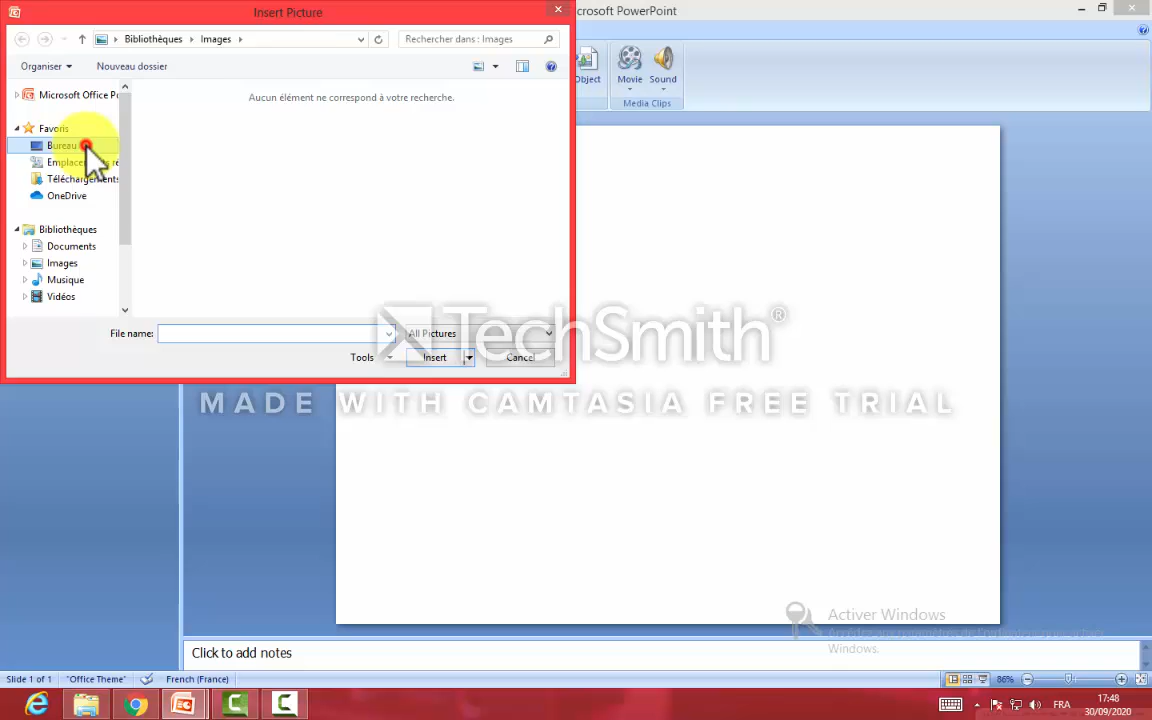 Insert Picture
crosoft PowerPoint
Bibliothèques
Images
Rechercher dans : Images
Organiser
Nouveau dossier
Microsoft Office Po
Aucun élément ne correspond à votre recherche.
Favoris
Bureau
Téléchargements
OneDrive
Bibliothèques
Documents
Images
Musique
Vidéos
File name:
All Pictures
Tools
Insert
Cancel
Object
Movie
Sound
Media Clips
TechSmith®
MADE WITH CAMTASIA FREE TRIAL
Activer Windows
Windows.
Click to add notes
Slide 1 of 1
"Office Theme"
French (France)
86%
FRA
17:48
30/09/2020